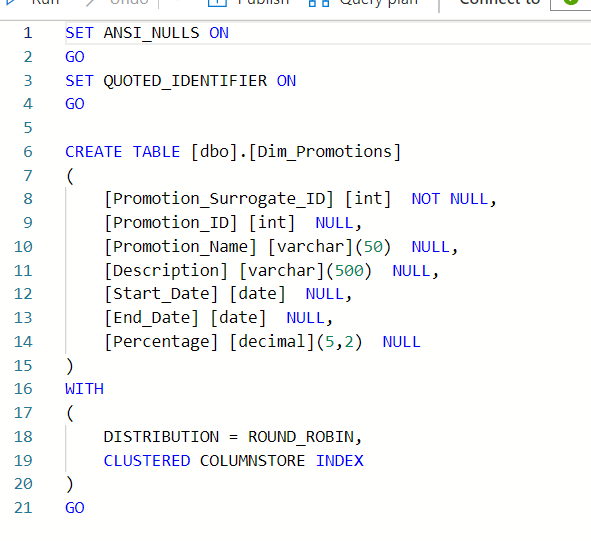 Run Undo Publish Query plan Connect to
1 SET ANSI_NULLS ON
2 GO
3 SET QUOTED_IDENTIFIER ON
4 GO
5
6 CREATE TABLE [dbo].[Dim_Promotions]
7 (
8 [Promotion_Surrogate_ID] [int]  NOT NULL,
9 [Promotion_ID] [int]  NULL,
10 [Promotion_Name] [varchar](50)  NULL,
11 [Description] [varchar](500)  NULL,
12 [Start_Date] [date]  NULL,
13 [End_Date] [date]  NULL,
14 [Percentage] [decimal](5,2)  NULL
15 )
16 WITH
17 (
18 DISTRIBUTION = ROUND_ROBIN,
19 CLUSTERED COLUMNSTORE INDEX
20 )
21 GO